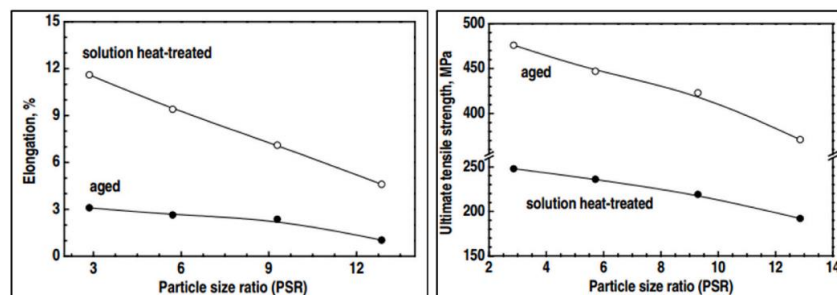 15
12
9
6
3
0
Elongation, %
solution heat-treated
aged
3
6
9
12
Particle size ratio (PSR)
500
450
400
250
200
150
Ultimate tensile strength, MPa
aged
solution heat-treated
2
4
6
8
10
12
14
Particle size ratio (PSR)